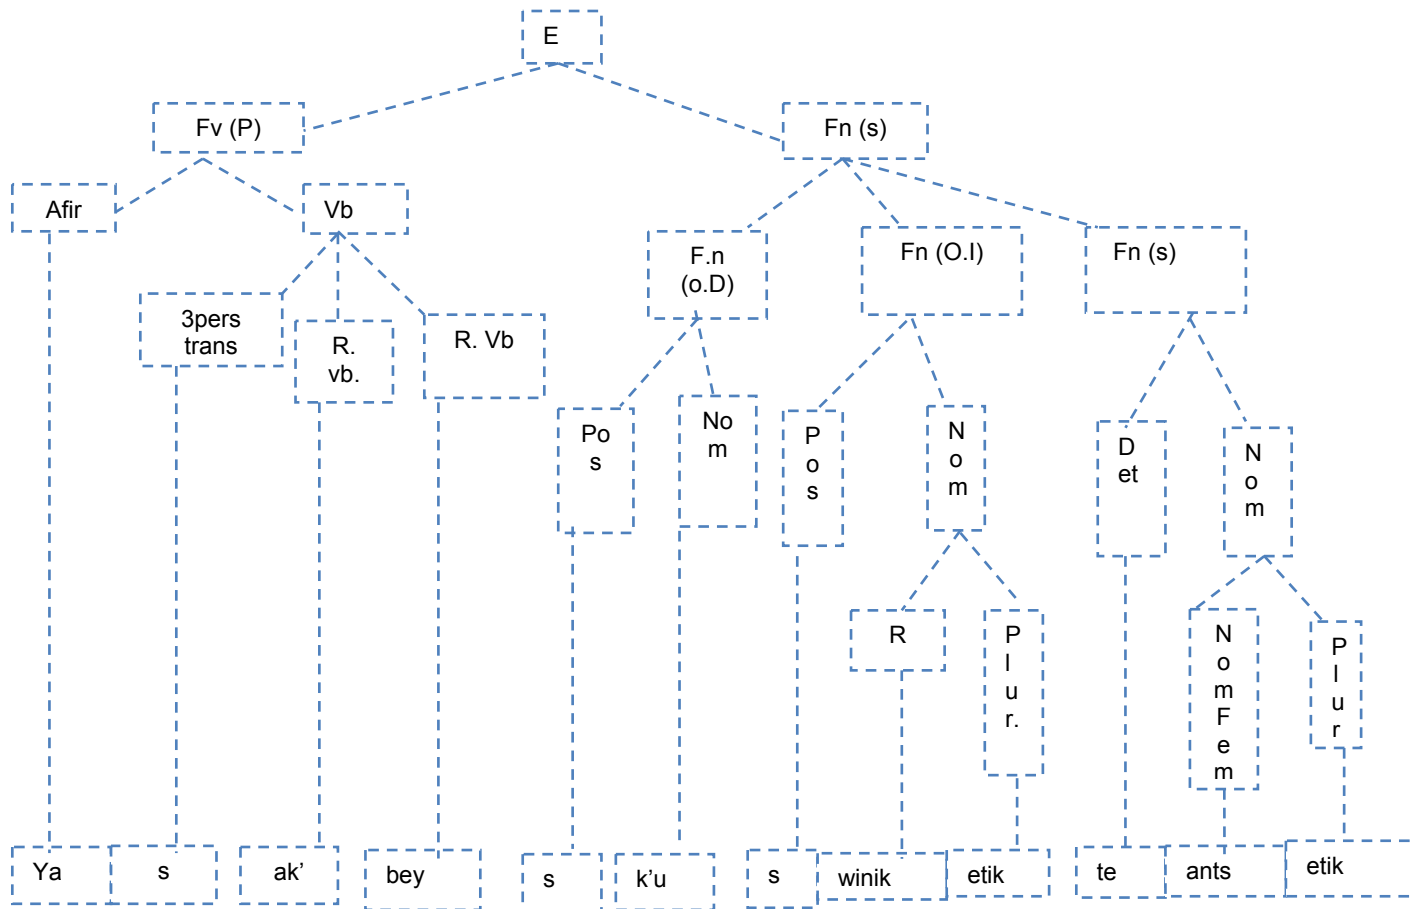 E
Fv (P)
Fn (s)
Afir
Vb
F.n
(o.D)
Fn (O.I)
Fn (s)
3pers
trans
R.
vb.
R. Vb
Po
s
No
m
P
o
s
N
o
m
D
et
N
o
m
R
P
l
u
r.
N
o
m
F
e
m
P
l
u
r
Ya
s
ak’
bey
s
k’u
s
winik
etik
te
ants
etik